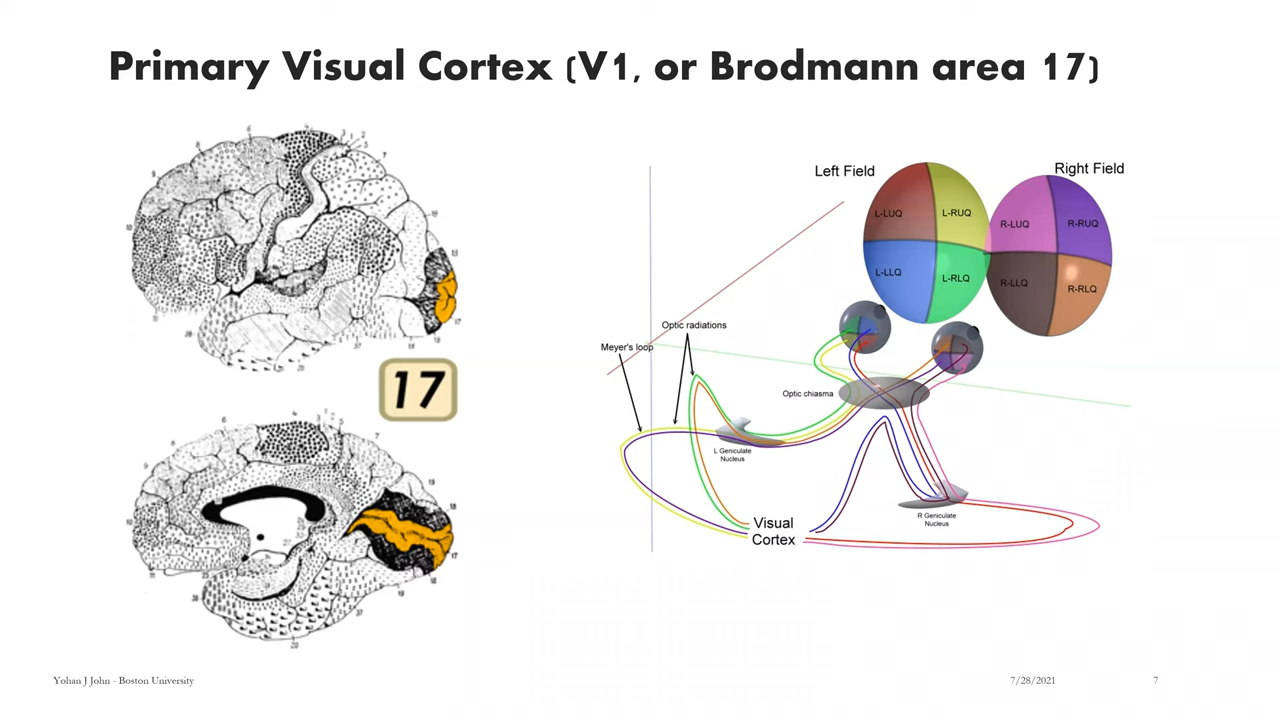 Primary Visual Cortex (V1, or Brodmann area 17)
17
Left Field
Right Field
L-LUQ
L-RUQ
R-LUQ
R-RUQ
L-LLQ
L-RLQ
R-LLQ
R-RLQ
Optic radiations
Meyer's loop
Optic chiasma
L Geniculate
Nucleus
R Geniculate
Nucleus
Visual
Cortex
Yohan J John - Boston University
7/28/2021
7